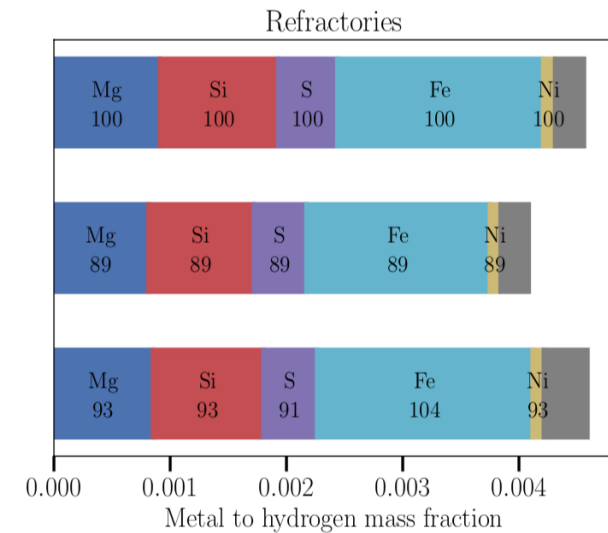 Refractories
Mg Si S Fe Ni
100 100 100 100 100
Mg Si S Fe Ni
89 89 89 89 89
Mg Si S Fe Ni
93 93 91 104 93
0.000 0.001 0.002 0.003 0.004
Metal to hydrogen mass fraction